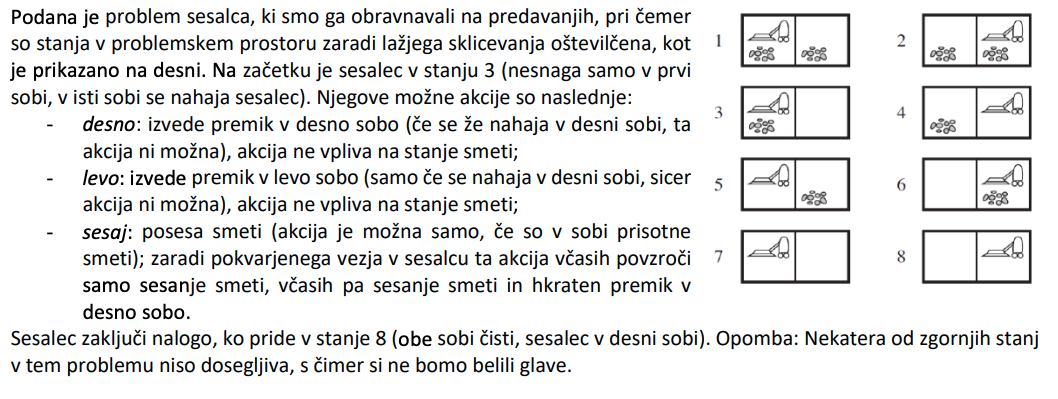 Podana je problem sesalca, ki smo ga obravnavali na predavanjih, pri čemer
so stanja v problemskem prostoru zaradi lažjega sklicevanja oštevilčena, kot
je prikazano na desni. Na začetku je sesalec v stanju 3 (nesnaga samo v prvi
sobi, v isti sobi se nahaja sesalec). Njegove možne akcije so naslednje:
- desno: izvede premik v desno sobo (če se že nahaja v desni sobi, ta
akcija ni možna), akcija ne vpliva na stanje smeti;
- levo: izvede premik v levo sobo (samo če se nahaja v desni sobi, sicer
akcija ni možna), akcija ne vpliva na stanje smeti;
- sesaj: posesa smeti (akcija je možna samo, če so v sobi prisotne
smeti); zaradi pokvarjenega vezja v sesalcu ta akcija včasih povzroči
samo sesanje smeti, včasih pa sesanje smeti in hkraten premik v
desno sobo.
Sesalec zaključi nalogo, ko pride v stanje 8 (obe sobi čisti, sesalec v desni sobi). Opomba: Nekatera od zgornjih stanj
v tem problemu niso dosegljiva, s čimer si ne bomo belili glave.
1 2
3 4
5 6
7 8